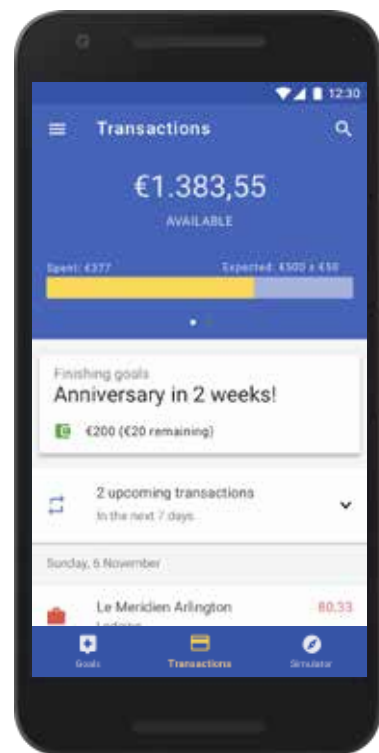 12:30
Transactions
€1.383,55
AVAILABLE
Spent: €377 Expected: €500 ± €50
Finishing goals
Anniversary in 2 weeks!
€200 (€20 remaining)
2 upcoming transactions
In the next 7 days
Sunday, 6 November
Le Meridien Arlington 80,33
Goals Transactions Simulator